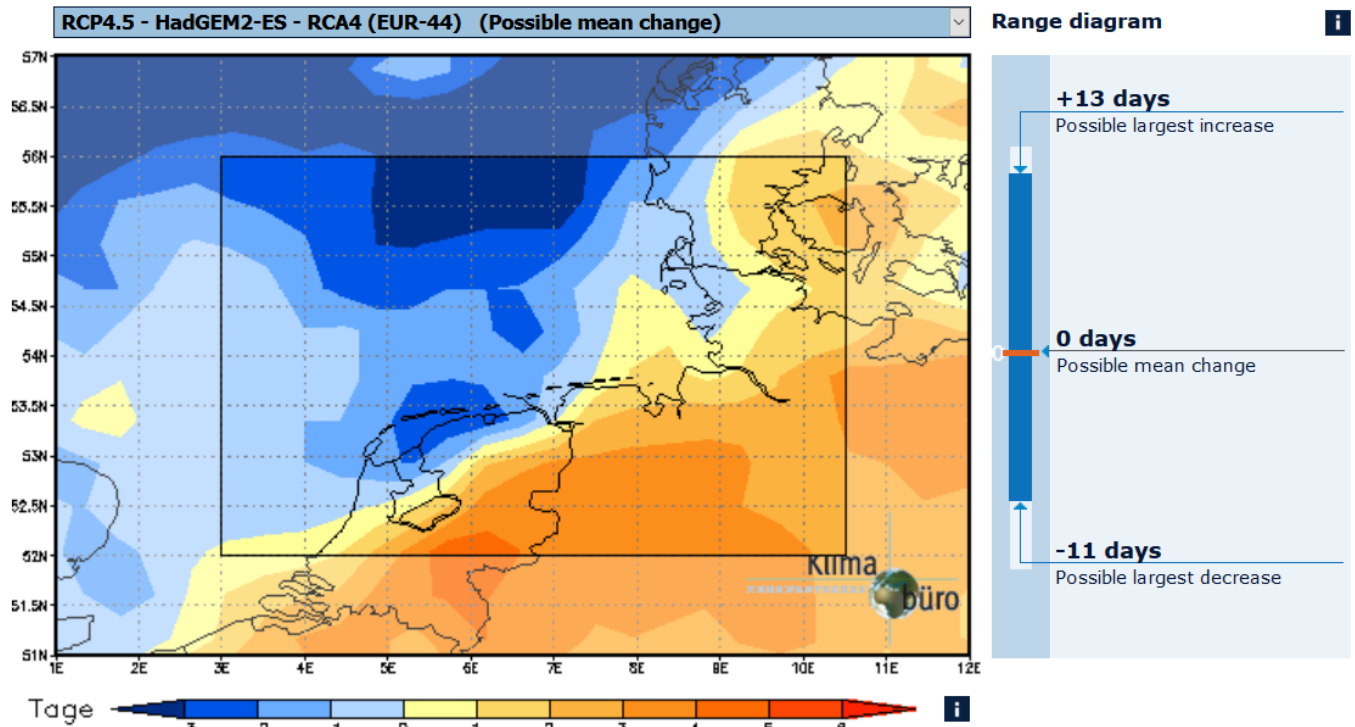 RCP4.5 - HadGEM2-ES - RCA4 (EUR-44) (Possible mean change)
Range diagram
i
57N
56.5N
56N
55.5N
55N
54.5N
54N
53.5N
53N
52.5N
52N
51.5N
51N
1E 2E 3E 4E 5E 6E 7E 8E 9E 10E 11E 12E
Klima
büro
+13 days
Possible largest increase
0
0 days
Possible mean change
-11 days
Possible largest decrease
Tage
i